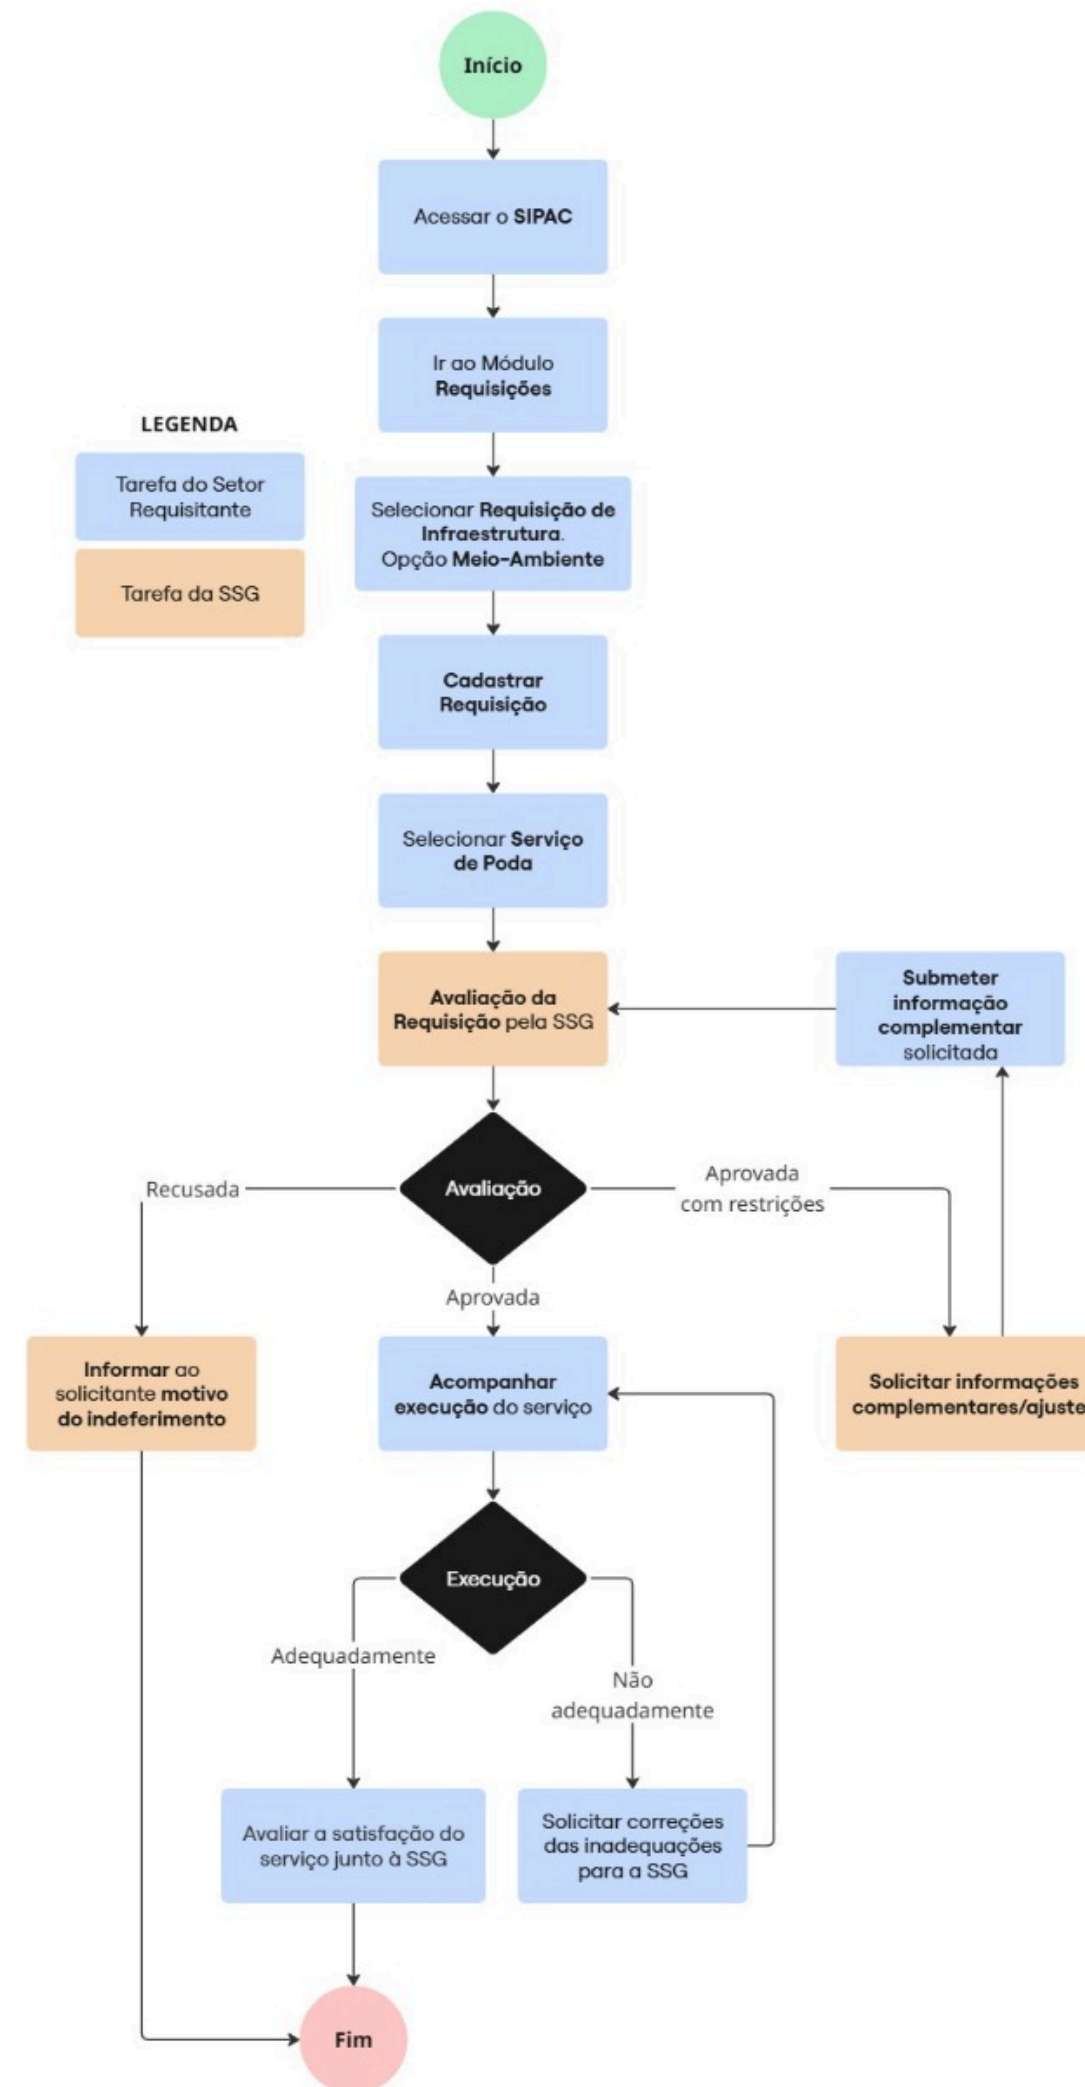 Início
Acessar o SIPAC
Ir ao Módulo
Requisições
LEGENDA
Tarefa do Setor
Requisitante
Tarefa da SSG
Selecionar Requisição de
Infraestrutura.
Opção Meio-Ambiente
Cadastrar
Requisição
Selecionar Serviço
de Poda
Avaliação da
Requisição pela SSG
Submeter
informação
complementar
solicitada
Avaliação
Recusada
Aprovada
com restrições
Aprovada
Informar ao
solicitante motivo
do indeferimento
Acompanhar
execução do serviço
Solicitar informações
complementares/ajuste
Execução
Adequadamente
Não
adequadamente
Avaliar a satisfação do
serviço junto à SSG
Solicitar correções
das inadequações
para a SSG
Fim